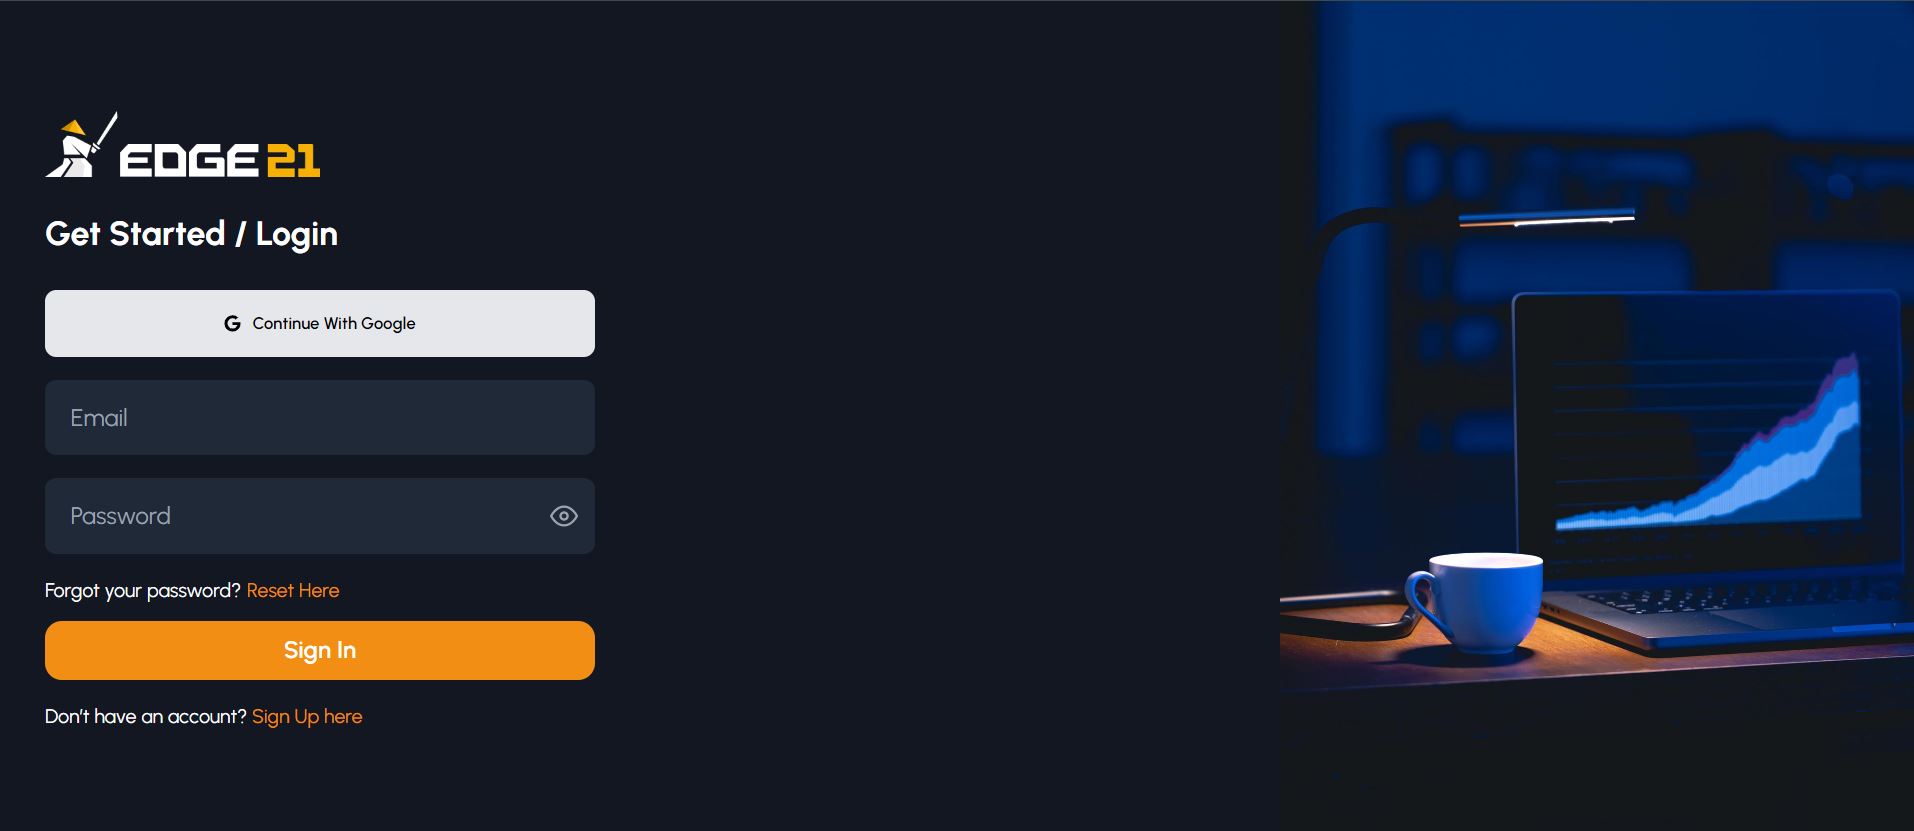 EDGE 21
Get Started / Login
Continue With Google
Email
Password
Forgot your password? Reset Here
Sign In
Don't have an account? Sign Up here